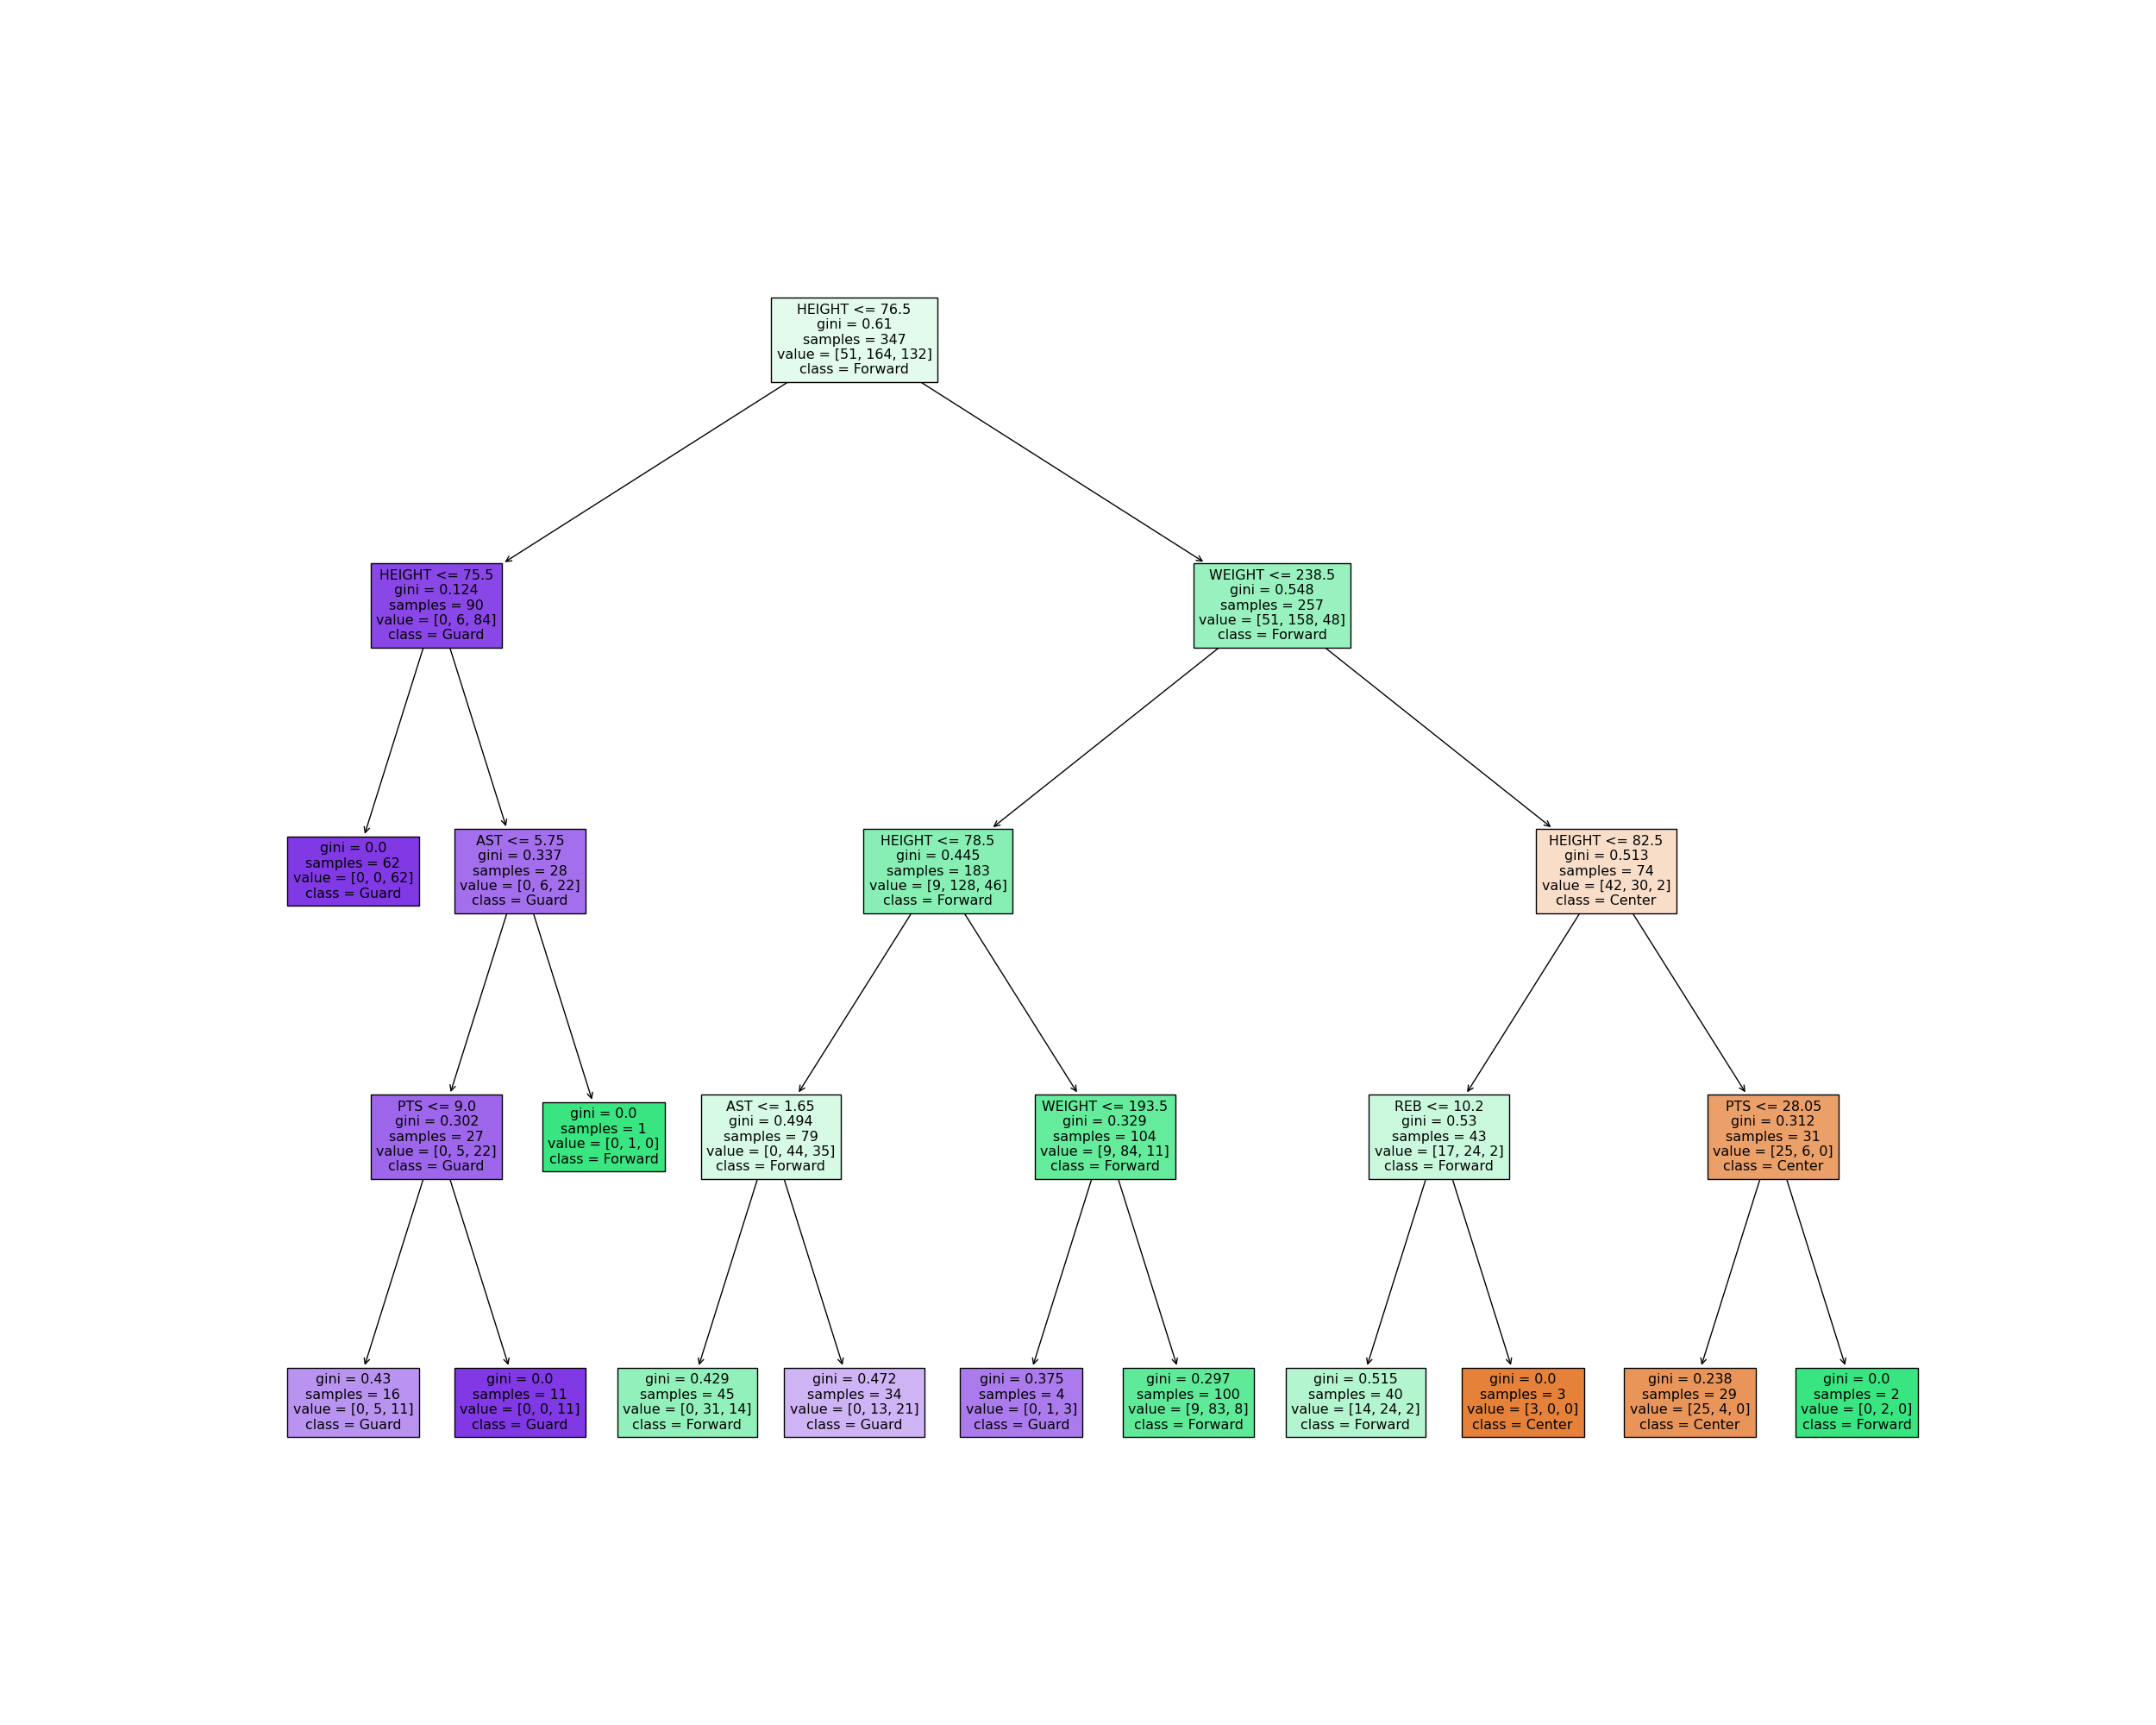 HEIGHT <= 76.5
gini = 0.61
samples = 347
value = [51, 164, 132]
class = Forward
HEIGHT <= 75.5
gini = 0.124
samples = 90
value = [0, 6, 84]
class = Guard
WEIGHT <= 238.5
gini = 0.548
samples = 257
value = [51, 158, 48]
class = Forward
gini = 0.0
samples = 62
value = [0, 0, 62]
class = Guard
AST <= 5.75
gini = 0.337
samples = 28
value = [0, 6, 22]
class = Guard
HEIGHT <= 78.5
gini = 0.445
samples = 183
value = [9, 128, 46]
class = Forward
HEIGHT <= 82.5
gini = 0.513
samples = 74
value = [42, 30, 2]
class = Center
PTS <= 9.0
gini = 0.302
samples = 27
value = [0, 5, 22]
class = Guard
gini = 0.0
samples = 1
value = [0, 1, 0]
class = Forward
AST <= 1.65
gini = 0.494
samples = 79
value = [0, 44, 35]
class = Forward
WEIGHT <= 193.5
gini = 0.329
samples = 104
value = [9, 84, 11]
class = Forward
REB <= 10.2
gini = 0.53
samples = 43
value = [17, 24, 2]
class = Forward
PTS <= 28.05
gini = 0.312
samples = 31
value = [25, 6, 0]
class = Center
gini = 0.43
samples = 16
value = [0, 5, 11]
class = Guard
gini = 0.0
samples = 11
value = [0, 0, 11]
class = Guard
gini = 0.429
samples = 45
value = [0, 31, 14]
class = Forward
gini = 0.472
samples = 34
value = [0, 13, 21]
class = Guard
gini = 0.375
samples = 4
value = [0, 1, 3]
class = Guard
gini = 0.297
samples = 100
value = [9, 83, 8]
class = Forward
gini = 0.515
samples = 40
value = [14, 24, 2]
class = Forward
gini = 0.0
samples = 3
value = [3, 0, 0]
class = Center
gini = 0.238
samples = 29
value = [25, 4, 0]
class = Center
gini = 0.0
samples = 2
value = [0, 2, 0]
class = Forward